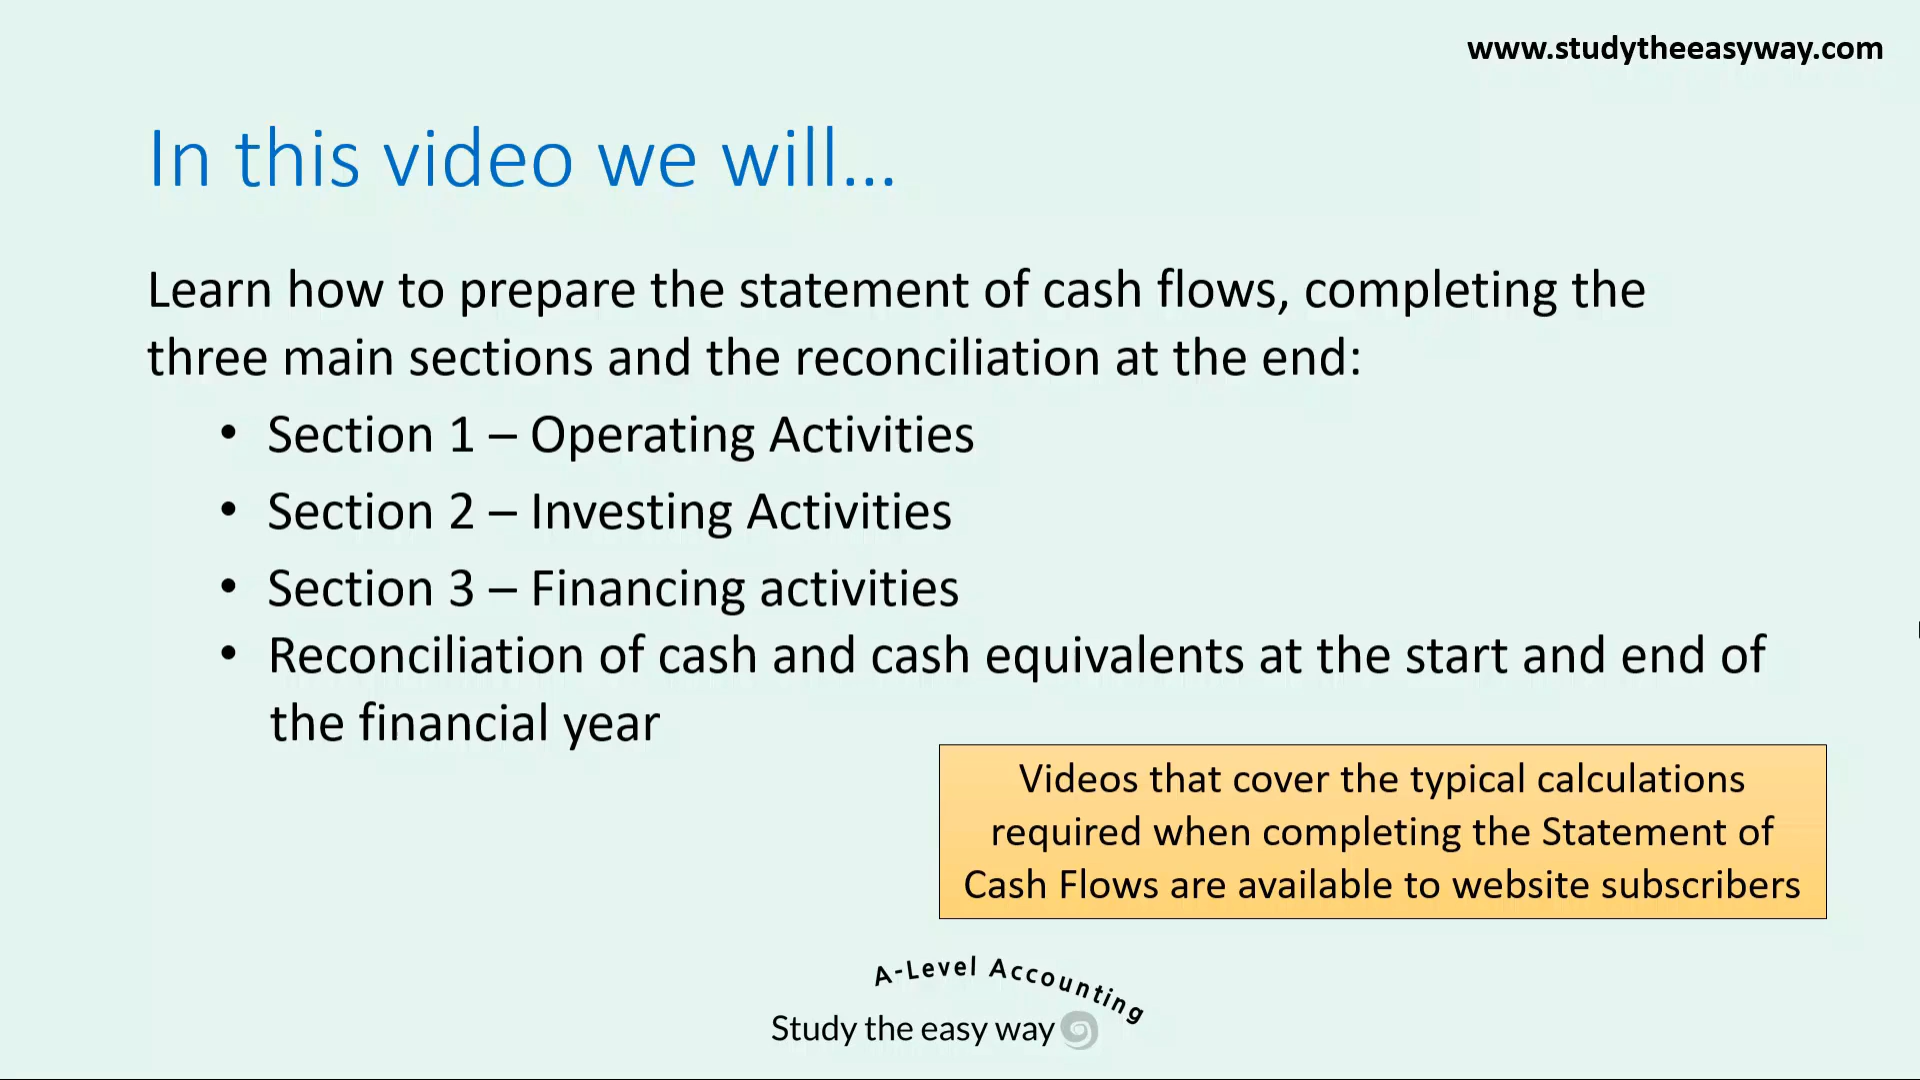 www.studytheeasyway.com
In this video we will...
Learn how to prepare the statement of cash flows, completing the
three main sections and the reconciliation at the end:
• Section 1 – Operating Activities
• Section 2 – Investing Activities
• Section 3 – Financing activities
• Reconciliation of cash and cash equivalents at the start and end of
the financial year
Videos that cover the typical calculations
required when completing the Statement of
Cash Flows are available to website subscribers
A-Level Accounting
Study the easy way